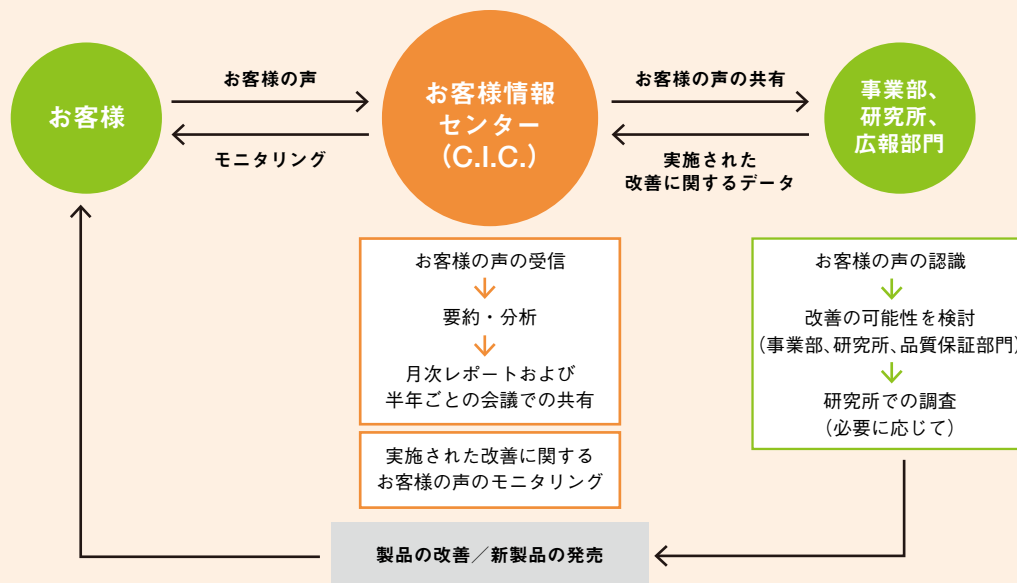 お客様
お客様の声
モニタリング
お客様情報
センター
（C.I.C.）
お客様の声の共有
実施された
改善に関するデータ
事業部、
研究所、
広報部門
お客様の声の受信
要約・分析
月次レポートおよび
半年ごとの会議での共有
実施された改善に関する
お客様の声のモニタリング
お客様の声の認識
改善の可能性を検討
（事業部、研究所、品質保証部門）
研究所での調査
（必要に応じて）
製品の改善／新製品の発売